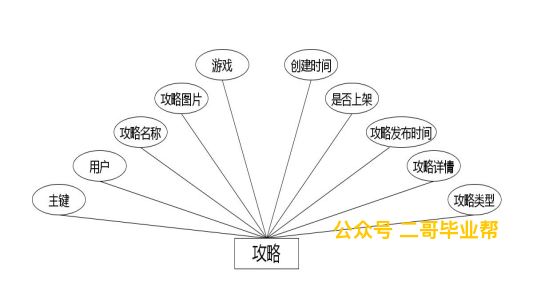 游戏
创建时间
攻略图片
是否上架
攻略名称
攻略发布时间
用户
攻略详情
主键
攻略类型
公众号 二哥毕业帮
攻略